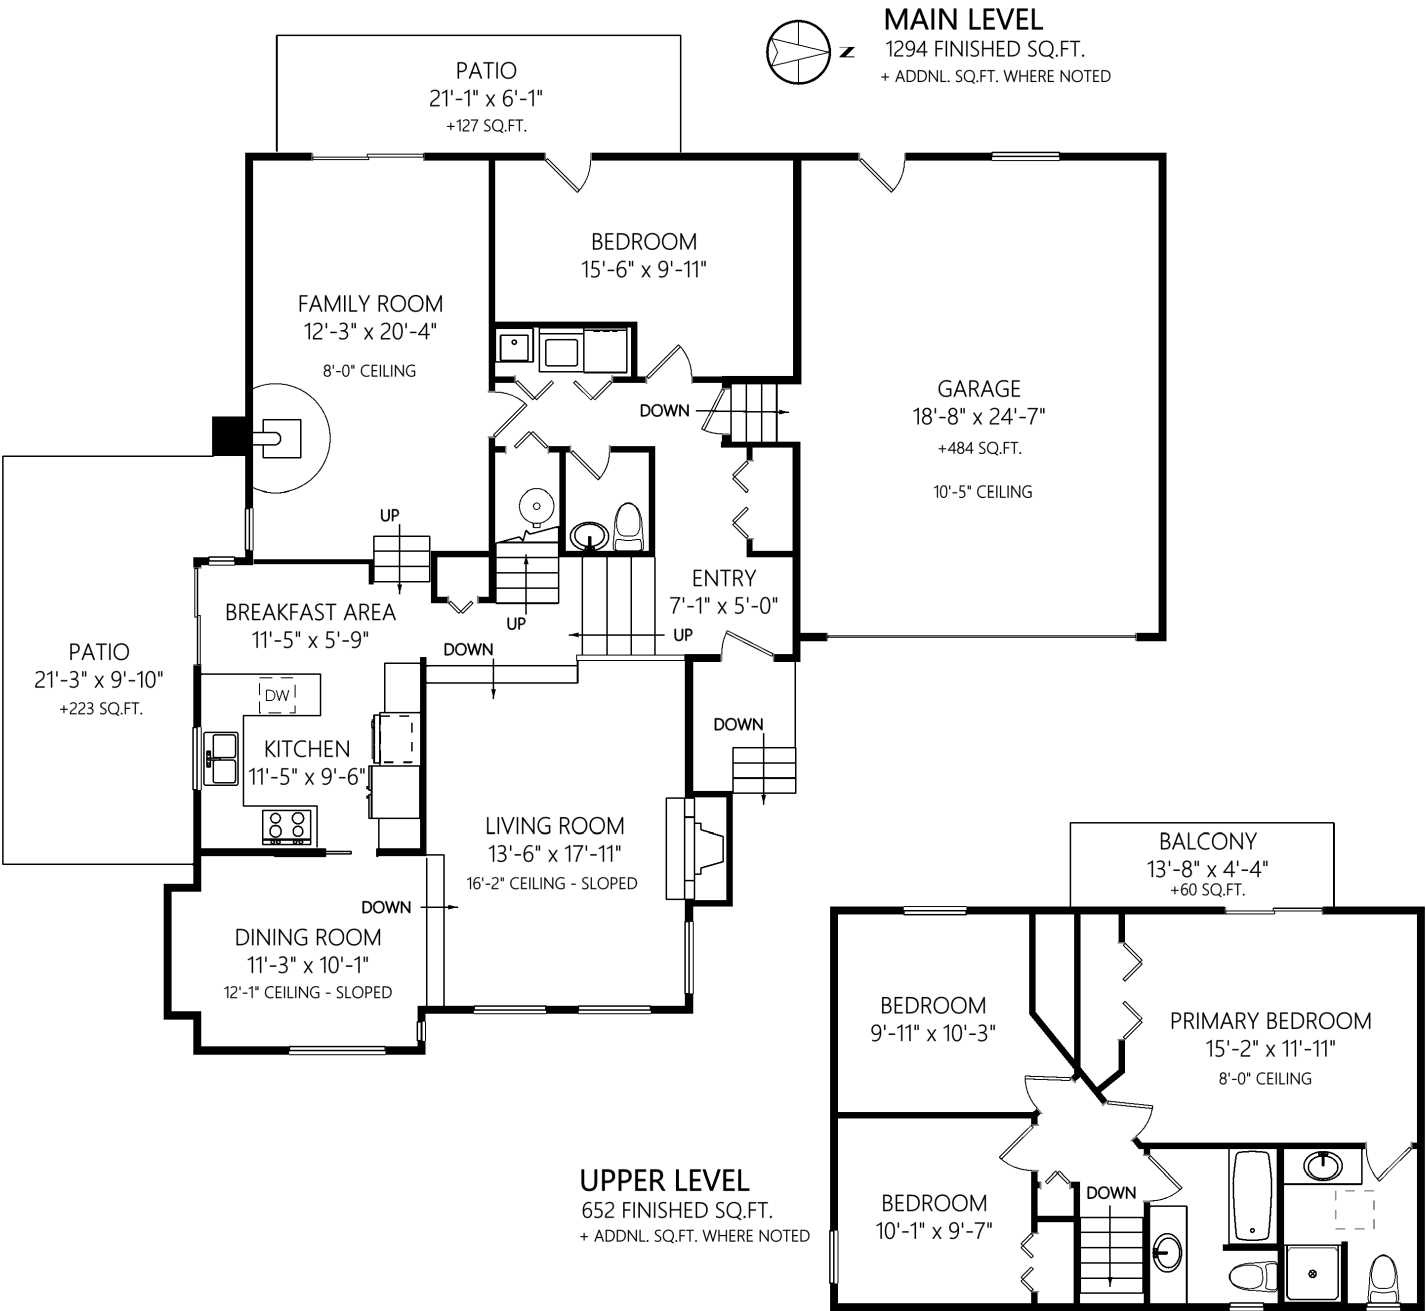 MAIN LEVEL
1294 FINISHED SQ.FT.
+ ADDNL. SQ.FT. WHERE NOTED
N
PATIO
21'-1" x 6'-1"
+127 SQ.FT.
BEDROOM
15'-6" x 9'-11"
FAMILY ROOM
12'-3" x 20'-4"
8'-0" CEILING
GARAGE
18'-8" x 24'-7"
+484 SQ.FT.
10'-5" CEILING
DOWN
UP
ENTRY
7'-1" x 5'-0"
UP
UP
BREAKFAST AREA
11'-5" x 5'-9"
DOWN
PATIO
21'-3" x 9'-10"
+223 SQ.FT.
DW
KITCHEN
11'-5" x 9'-6"
DOWN
LIVING ROOM
13'-6" x 17'-11"
16'-2" CEILING - SLOPED
DOWN
DINING ROOM
11'-3" x 10'-1"
12'-1" CEILING - SLOPED
BALCONY
13'-8" x 4'-4"
+60 SQ.FT.
BEDROOM
9'-11" x 10'-3"
PRIMARY BEDROOM
15'-2" x 11'-11"
8'-0" CEILING
UPPER LEVEL
652 FINISHED SQ.FT.
+ ADDNL. SQ.FT. WHERE NOTED
BEDROOM
10'-1" x 9'-7"
DOWN